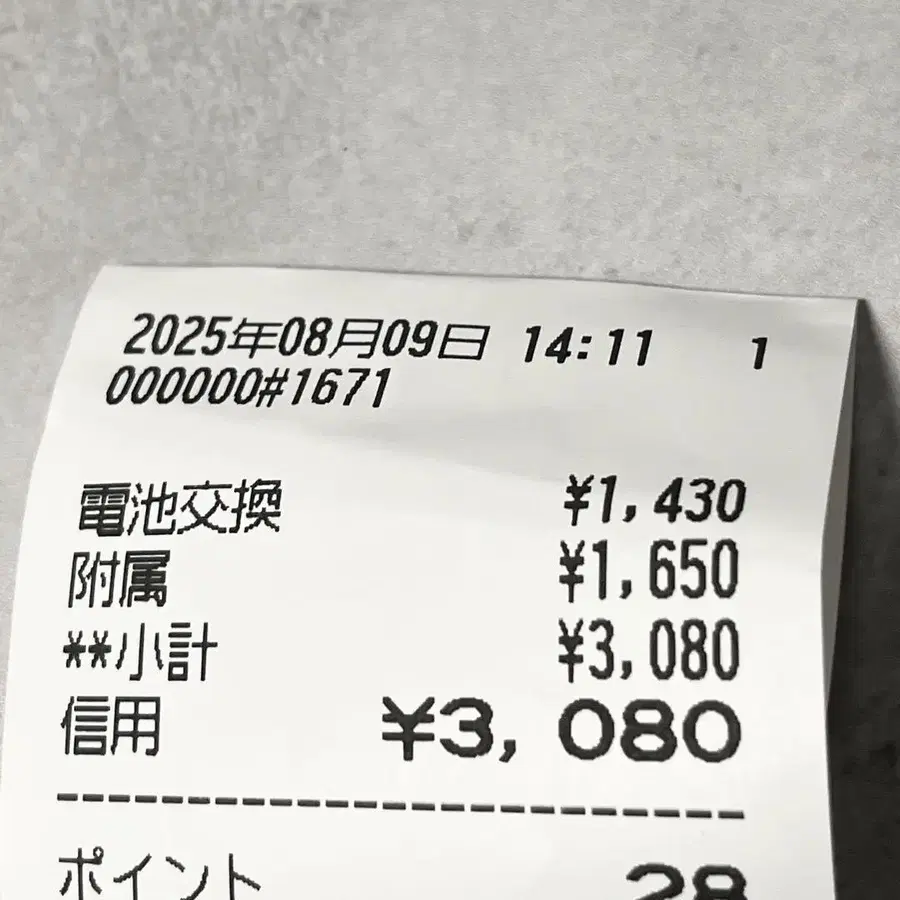 2025年08月09日 14:11 1
000000#1671
電池交換 ¥1,430
附属 ¥1,650
**小計 ¥3,080
信用 ¥3,080
ポイント 28